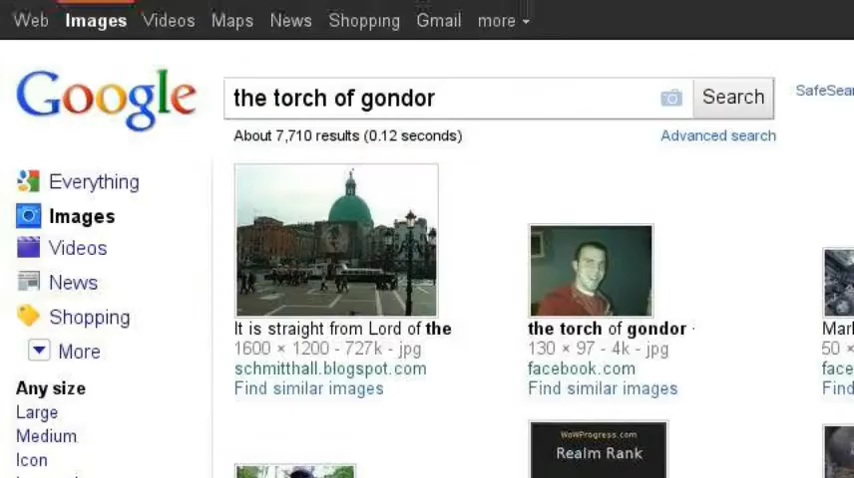 Web Images Videos Maps News Shopping Gmail more
Google
the torch of gondor
Search
About 7,710 results (0.12 seconds)
Advanced search
Everything
Images
Videos
News
Shopping
More
Any size
Large
Medium
Icon
It is straight from Lord of the
1600 × 1200 - 727k - jpg
schmitthall.blogspot.com
Find similar images
the torch of gondor ·
130 × 97 - 4k - jpg
facebook.com
Find similar images
50 ×
face
Find
WoWProgress.com
Realm Rank